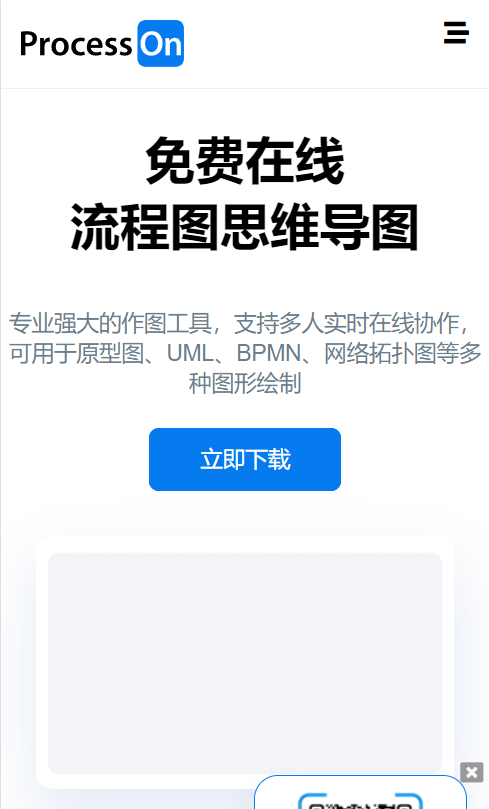 ProcessOn
免费在线
流程图思维导图
专业强大的作图工具，支持多人实时在线协作，
可用于原型图、UML、BPMN、网络拓扑图等多
种图形绘制
立即下载